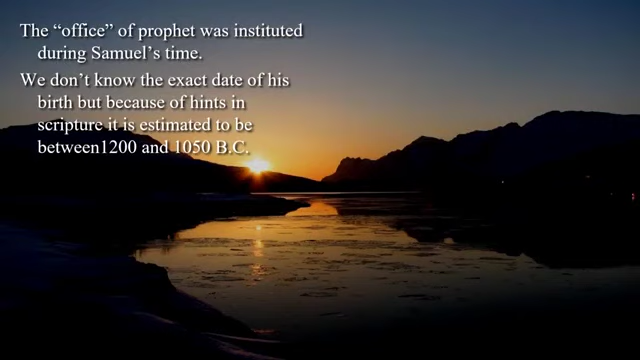 The “office” of prophet was instituted
during Samuel’s time.
We don’t know the exact date of his
birth but because of hints in
scripture it is estimated to be
between1200 and 1050 B.C.